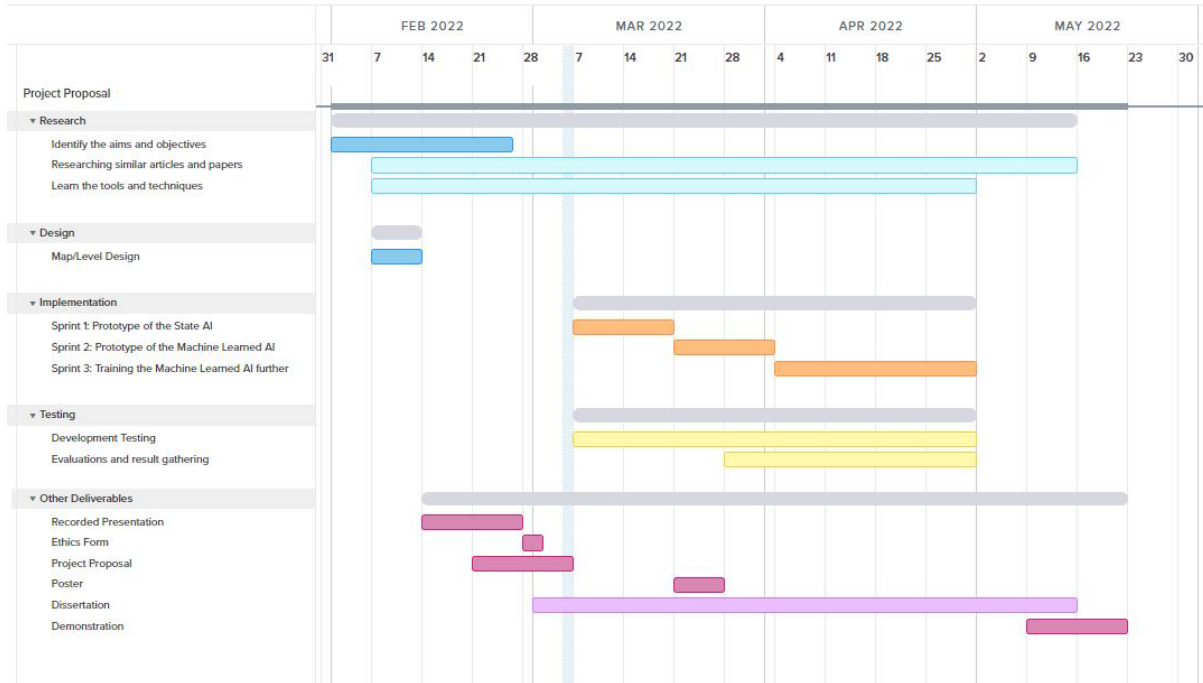 FEB 2022 MAR 2022 APR 2022 MAY 2022
31 7 14 21 28 7 14 21 28 4 11 18 25 2 9 16 23 30
Project Proposal
Research
Identify the aims and objectives
Researching similar articles and papers
Learn the tools and techniques
Design
Map/Level Design
Implementation
Sprint 1: Prototype of the State AI
Sprint 2: Prototype of the Machine Learned AI
Sprint 3: Training the Machine Learned AI further
Testing
Development Testing
Evaluations and result gathering
Other Deliverables
Recorded Presentation
Ethics Form
Project Proposal
Poster
Dissertation
Demonstration